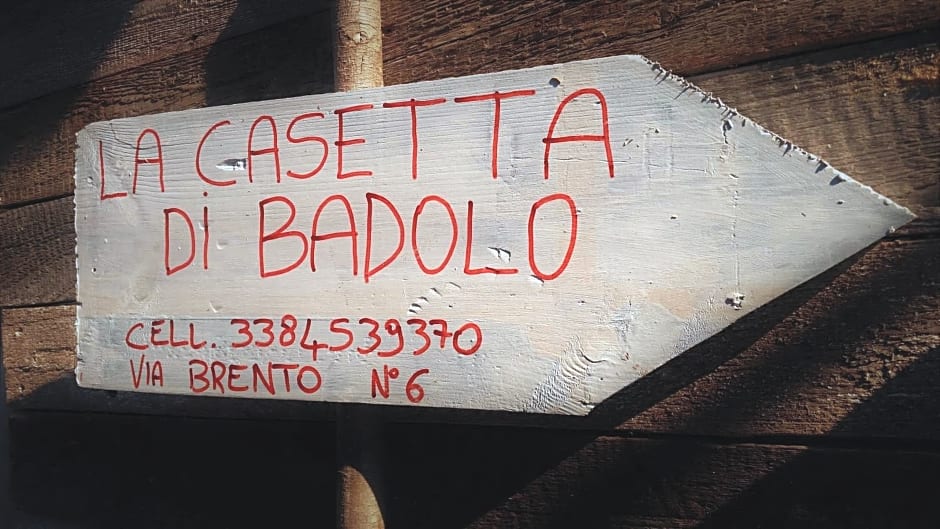 LA CASETTA
Di BADOLO
CELL. 3384539370
VIA BRENTO N°6